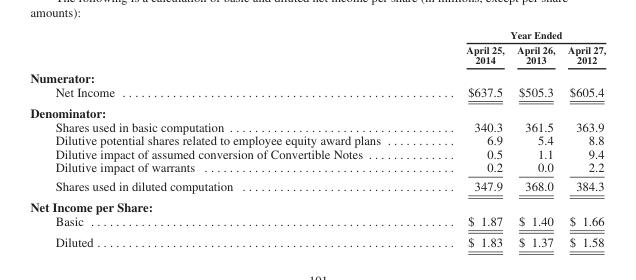 The following is a calculation of basic and diluted net income per share (in millions, except per share
amounts):
Year Ended
April 25, 2014 April 26, 2013 April 27, 2012
Numerator:
Net Income $637.5 $505.3 $605.4
Denominator:
Shares used in basic computation 340.3 361.5 363.9
Dilutive potential shares related to employee equity award plans 6.9 5.4 8.8
Dilutive impact of assumed conversion of Convertible Notes 0.5 1.1 9.4
Dilutive impact of warrants 0.2 0.0 2.2
Shares used in diluted computation 347.9 368.0 384.3
Net Income per Share:
Basic $ 1.87 $ 1.40 $ 1.66
Diluted $ 1.83 $ 1.37 $ 1.58
101